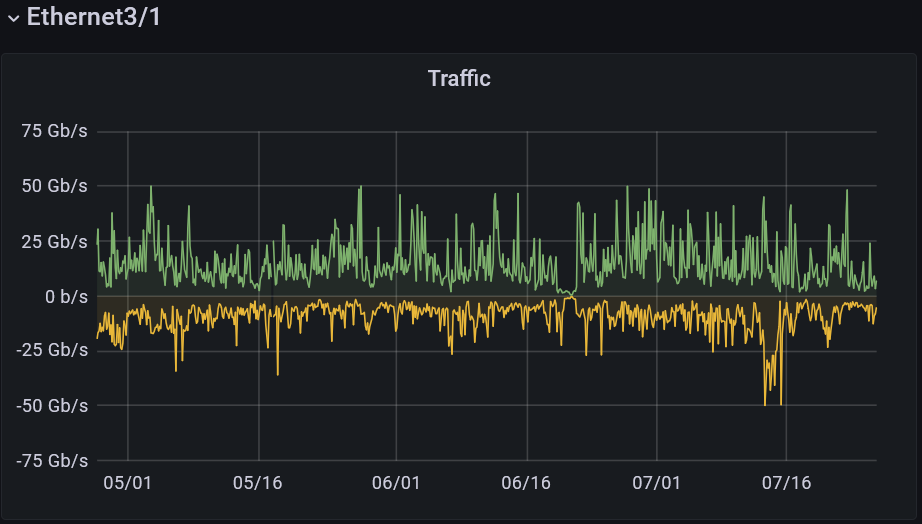 Ethernet3/1
Traffic
75 Gb/s
50 Gb/s
25 Gb/s
0 b/s
-25 Gb/s
-50 Gb/s
-75 Gb/s
05/01 05/16 06/01 06/16 07/01 07/16